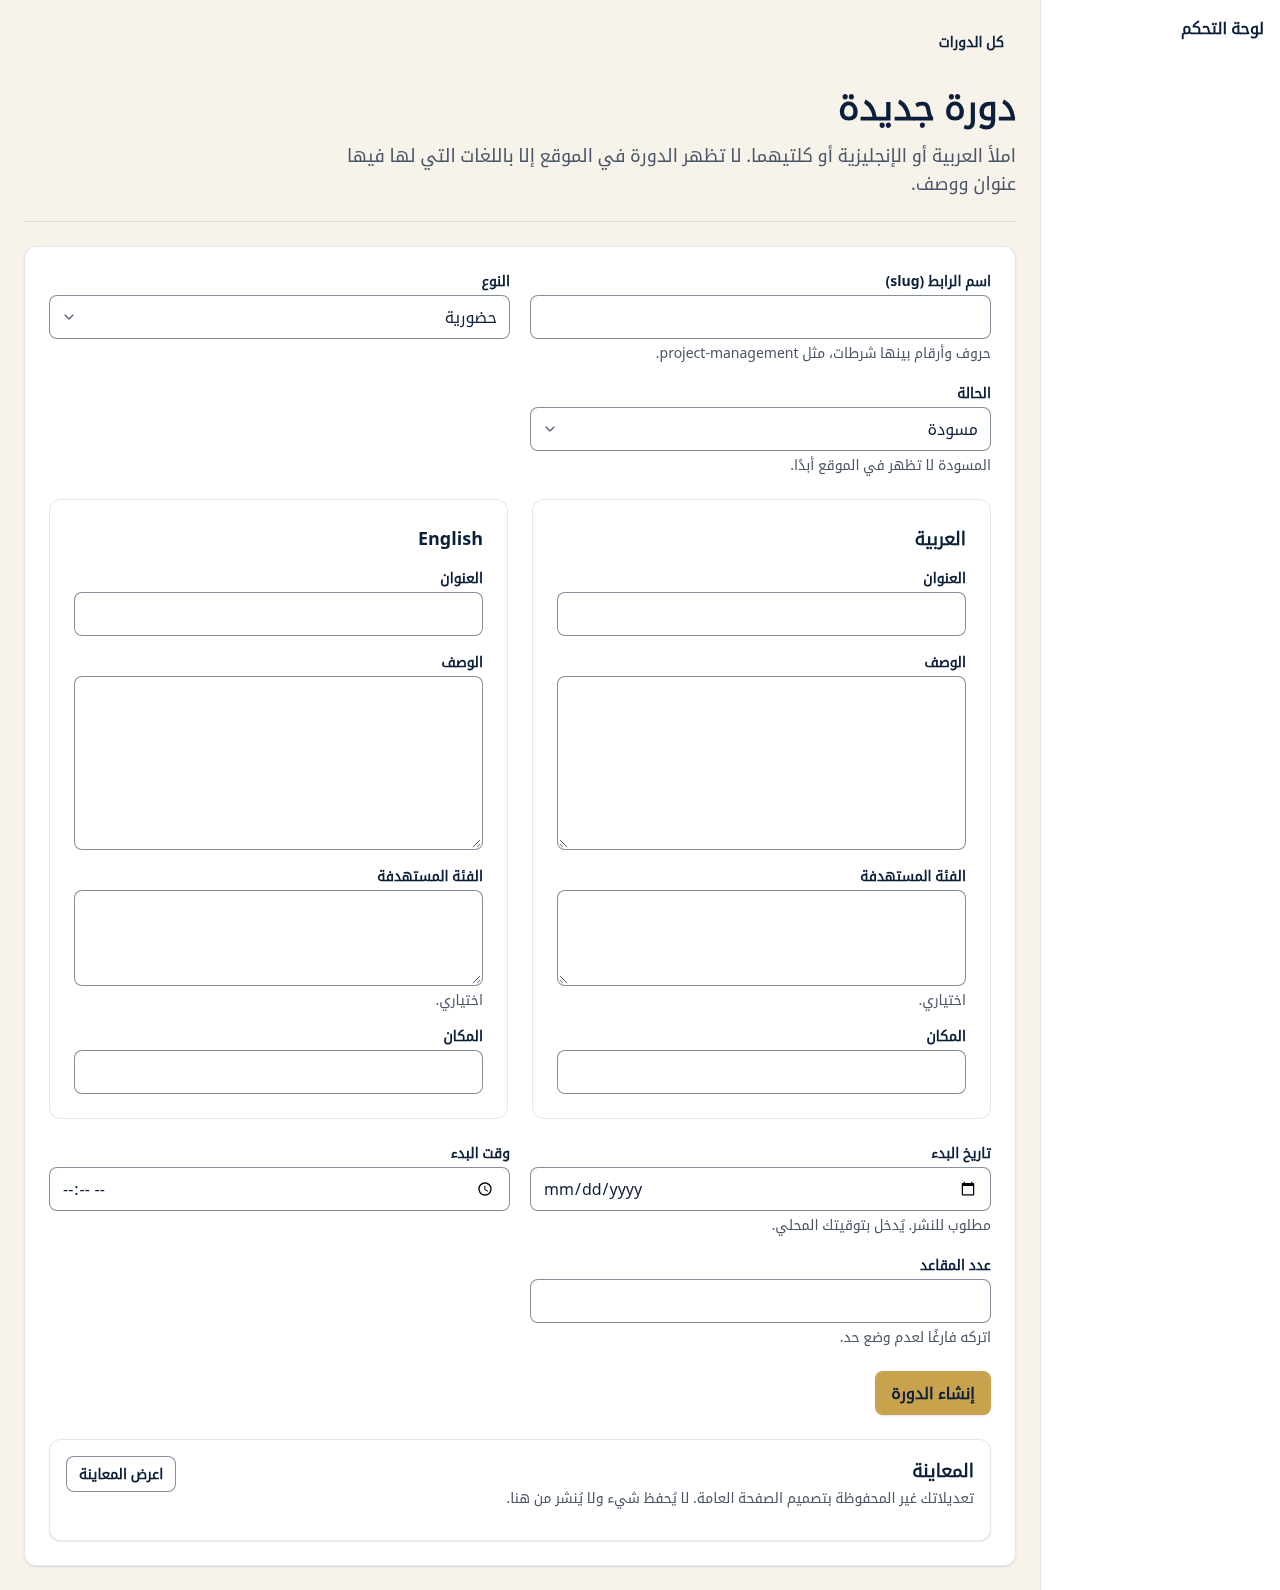 لوحة التحكم
كل الدورات
دورة جديدة
املأ العربية أو الإنجليزية أو كلتيهما. لا تظهر الدورة في الموقع إلا باللغات التي لها فيها
عنوان ووصف.
اسم الرابط (slug)
حروف وأرقام بينها شرطات، مثل project-management.
النوع
حضورية
الحالة
مسودة
المسودة لا تظهر في الموقع أبدًا.
العربية
العنوان
الوصف
الفئة المستهدفة
اختياري.
المكان
English
العنوان
الوصف
الفئة المستهدفة
اختياري.
المكان
تاريخ البدء
mm/dd/yyyy
مطلوب للنشر. يُدخل بتوقيتك المحلي.
وقت البدء
--:-- --
عدد المقاعد
اتركه فارغًا لعدم وضع حد.
إنشاء الدورة
المعاينة
تعديلاتك غير المحفوظة بتصميم الصفحة العامة. لا يُحفظ شيء ولا يُنشر من هنا.
اعرض المعاينة